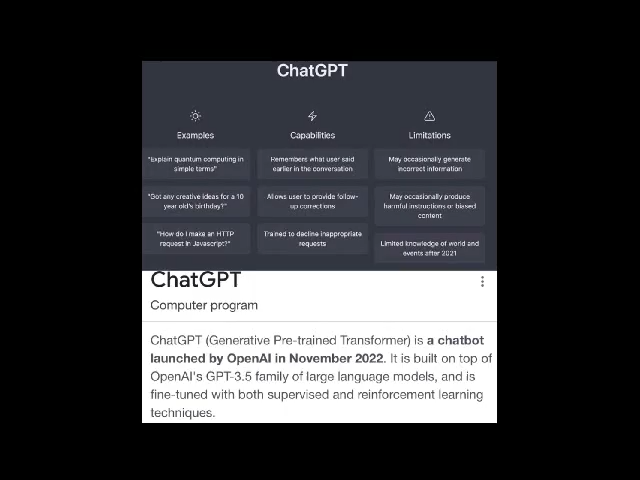 ChatGPT
Examples
Capabilities
Limitations
"Explain quantum computing in
simple terms"
Remembers what user said
earlier in the conversation
May occasionally generate
incorrect information
"Got any creative ideas for a 10
year old's birthday?"
Allows user to provide follow-
up corrections
May occasionally produce
harmful instructions or biased
content
"How do I make an HTTP
request in Javascript?"
Trained to decline inappropriate
requests
Limited knowledge of world and
events after 2021
ChatGPT
Computer program
ChatGPT (Generative Pre-trained Transformer) is a chatbot
launched by OpenAI in November 2022. It is built on top of
OpenAI's GPT-3.5 family of large language models, and is
fine-tuned with both supervised and reinforcement learning
techniques.